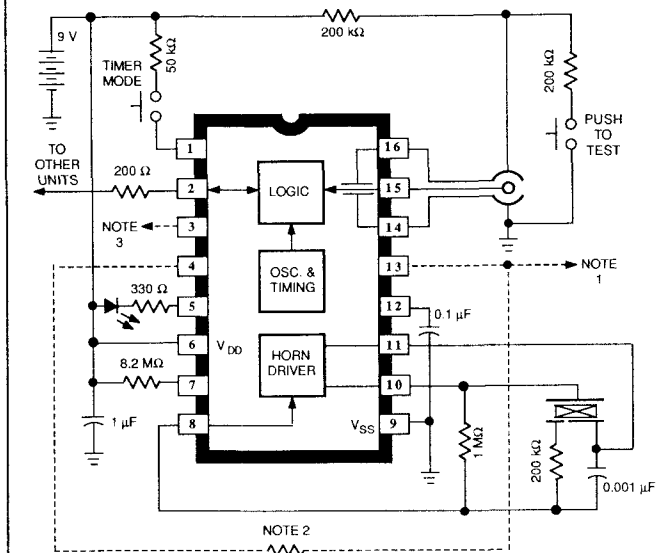 9 V
200 kΩ
50 kΩ
TIMER
MODE
200 kΩ
PUSH
TO
TEST
TO
OTHER
UNITS
200 Ω
NOTE
3
330 Ω
8.2 MΩ
1 µF
1
2
3
4
5
6
7
8
16
15
14
13
12
11
10
9
LOGIC
OSC. &
TIMING
V_DD
HORN
DRIVER
V_SS
NOTE
1
0.1 µF
1 MΩ
200 kΩ
0.001 µF
NOTE 2